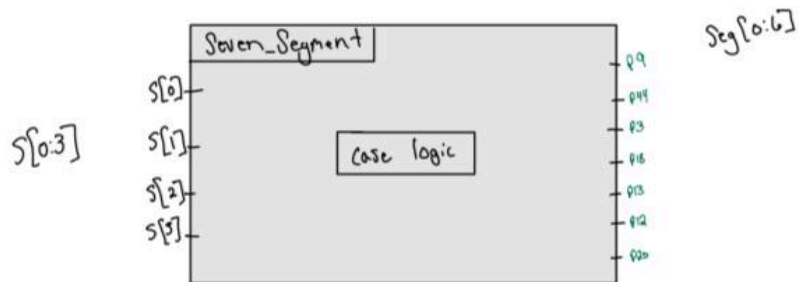 Seven_Segment
Seg[0:6]
S[0:3]
S[0]
S[1]
S[2]
S[3]
case logic
p9
p44
p3
p18
p13
p12
p20